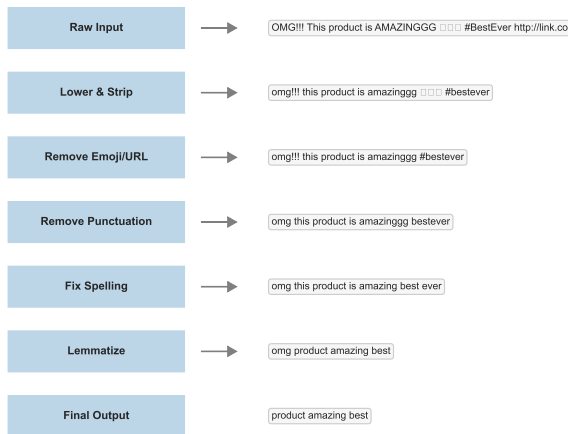 Raw Input
OMG!!! This product is AMAZINGGG □□□ #BestEver http://link.co
Lower & Strip
omg!!! this product is amazinggg □□□ #bestever
Remove Emoji/URL
omg!!! this product is amazinggg #bestever
Remove Punctuation
omg this product is amazinggg bestever
Fix Spelling
omg this product is amazing best ever
Lemmatize
omg product amazing best
Final Output
product amazing best